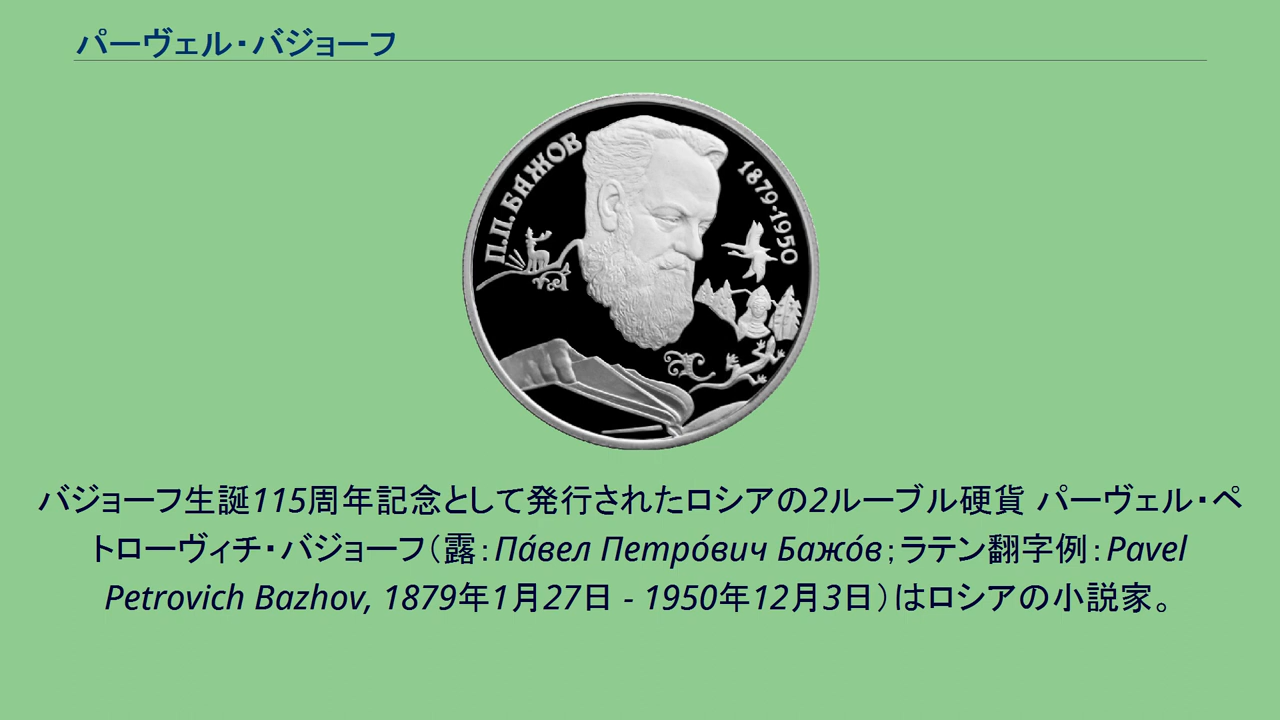 パーヴェル・バジョーフ
П.П.БАЖОВ
1879·1950
バジョーフ生誕115周年記念として発行されたロシアの2ルーブル硬貨 パーヴェル・ペ
トローヴィチ・バジョーフ（露：Па́вел Петро́вич Бажо́в；ラテン翻字例：Pavel
Petrovich Bazhov, 1879年1月27日 - 1950年12月3日）はロシアの小説家。